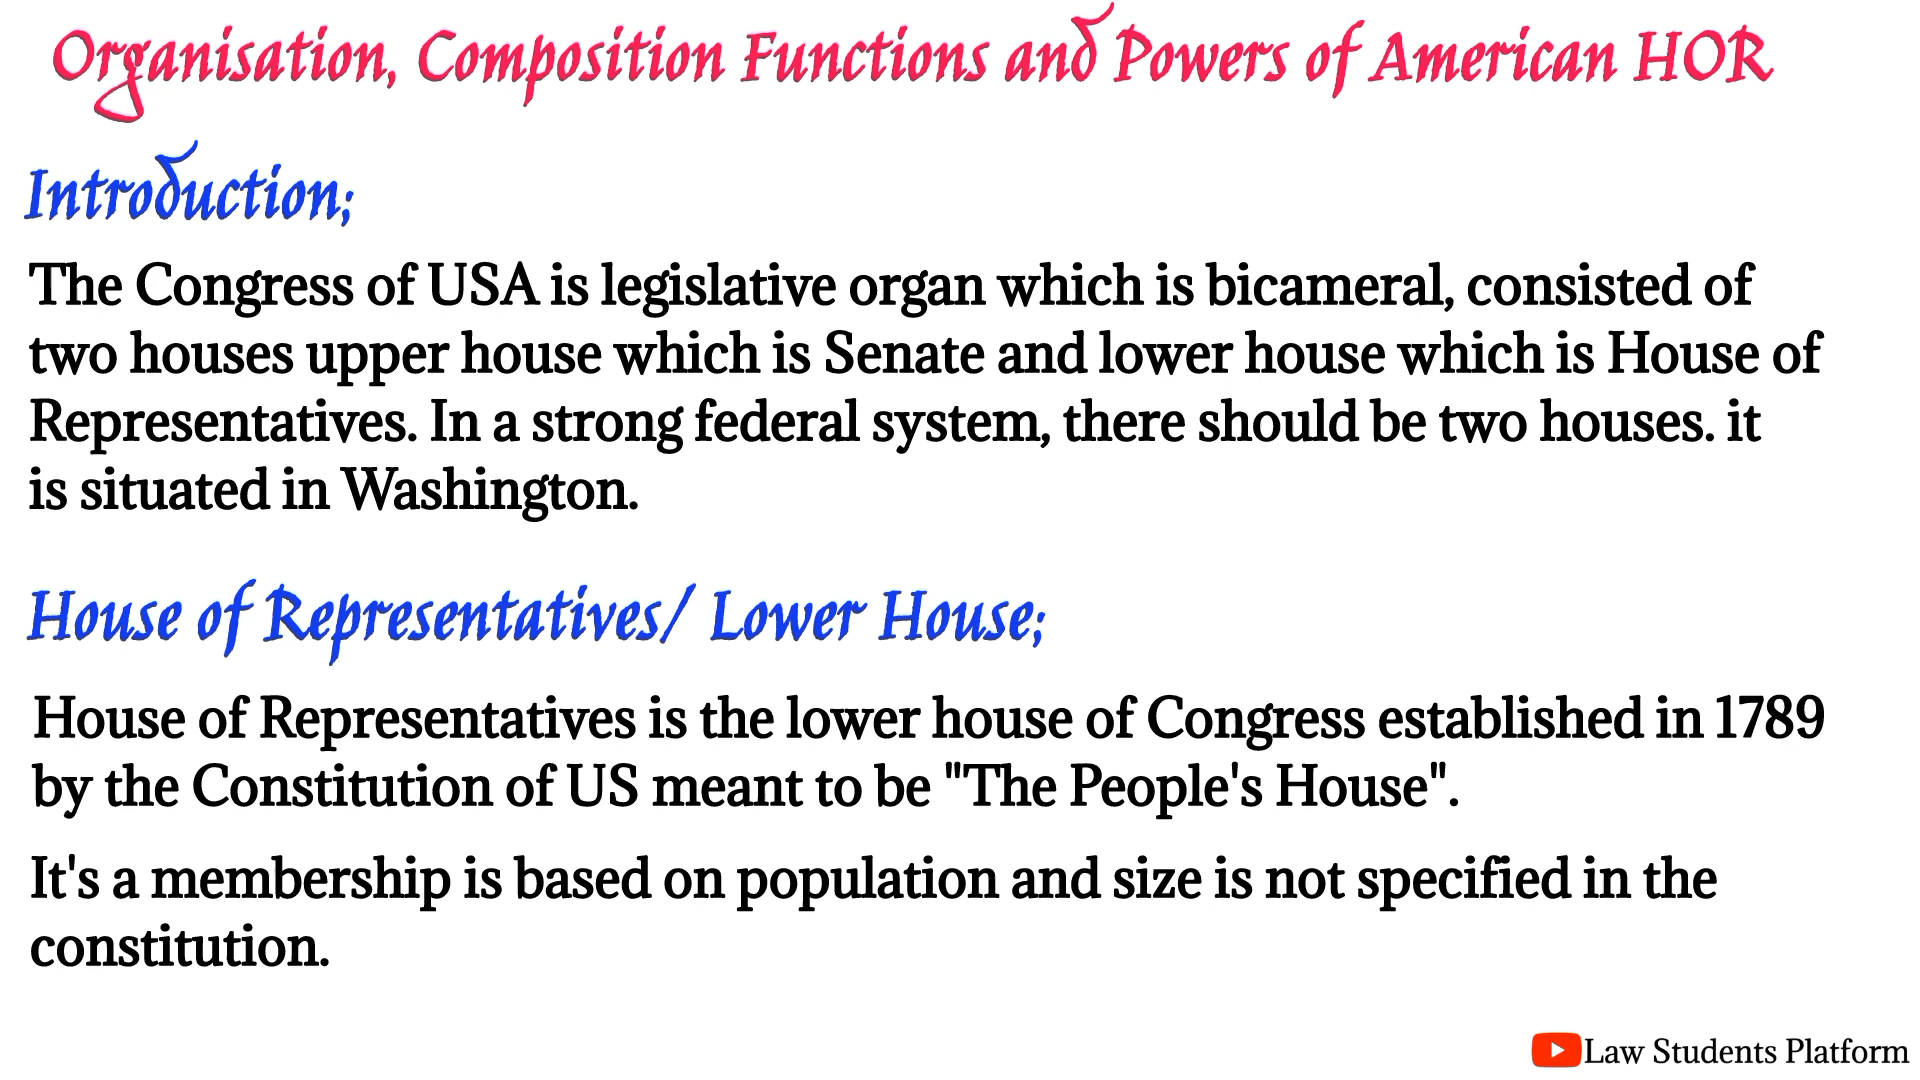 Organisation, Composition Functions and Powers of American HOR
Introduction;
The Congress of USA is legislative organ which is bicameral, consisted of
two houses upper house which is Senate and lower house which is House of
Representatives. In a strong federal system, there should be two houses. it
is situated in Washington.
House of Representatives/ Lower House;
House of Representatives is the lower house of Congress established in 1789
by the Constitution of US meant to be "The People's House".
It's a membership is based on population and size is not specified in the
constitution.
Law Students Platform